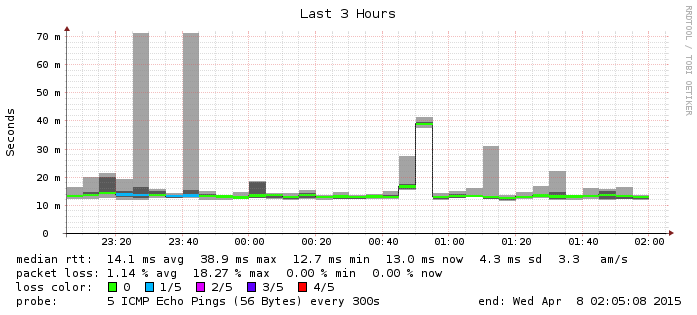 Last 3 Hours
RRDTOOL / TOBI OETIKER
Seconds
70 m
60 m
50 m
40 m
30 m
20 m
10 m
0
23:20 23:40 00:00 00:20 00:40 01:00 01:20 01:40 02:00
median rtt: 14.1 ms avg 38.9 ms max 12.7 ms min 13.0 ms now 4.3 ms sd 3.3 am/s
packet loss: 1.14 % avg 18.27 % max 0.00 % min 0.00 % now
loss color: 0 1/5 2/5 3/5 4/5
probe: 5 ICMP Echo Pings (56 Bytes) every 300s end: Wed Apr 8 02:05:08 2015